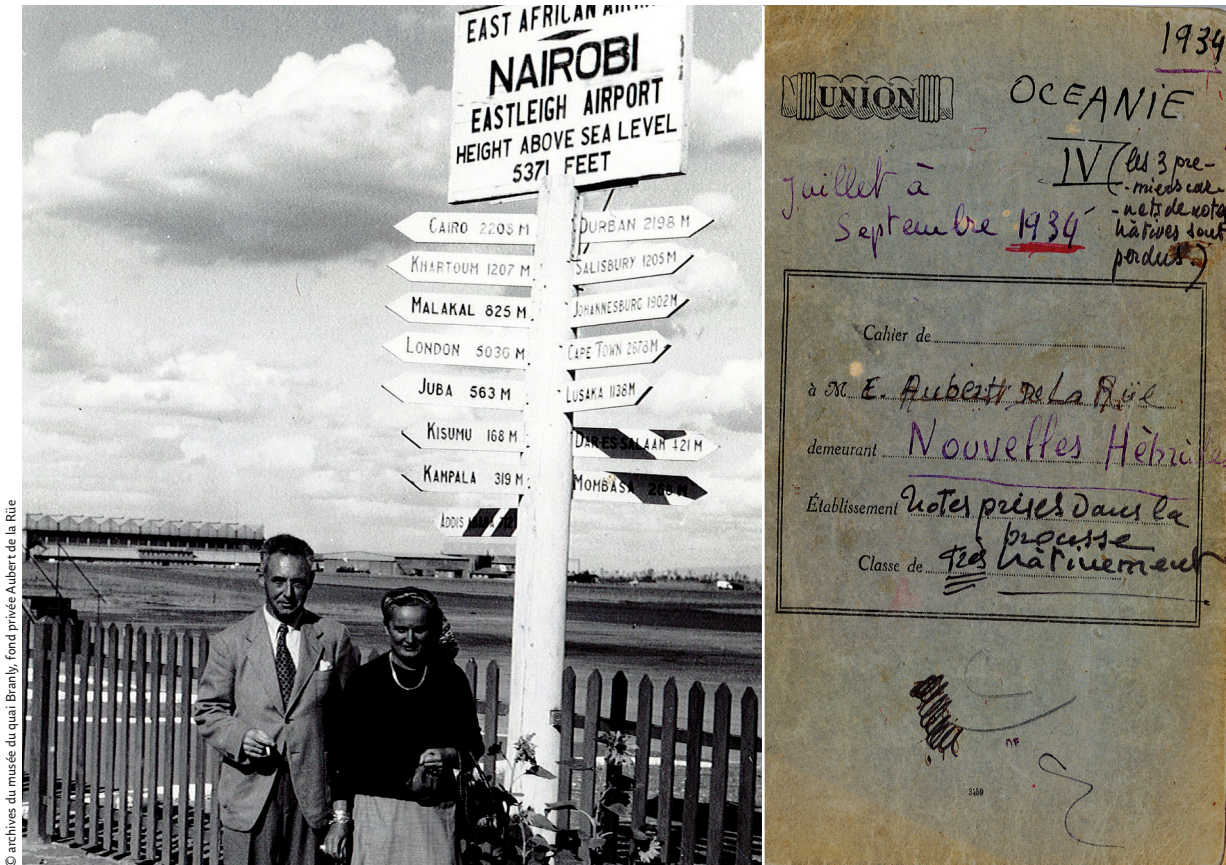 EAST AFRICAN
NAIROBI
EASTLEIGH AIRPORT
HEIGHT ABOVE SEA LEVEL
5371 FEET
CAIRO 2208 M
KHARTOUM 1207 M
MALAKAL 825 M
LONDON 5036 M
JUBA 563 M
KISUMU 168 M
KAMPALA 319 M
ADDIS ABABA
DURBAN 2198 M
SALISBURY 1205 M
JOHANNESBURG 1902 M
CAPE TOWN 2678 M
LUSAKA 1138 M
DAR-ES-SALAAM 421 M
MOMBASA 268 M
© archives du musée du quai Branly, fond privée Aubert de la Rüe
1934
UNION
OCEANIE
IV (les 3 pre-
-miers car-
-nets de notes
hâtives sont
perdus.)
Juillet à
Septembre 1934
Cahier de
à M. E. Aubert de La Rüe
demeurant Nouvelles Hébrides
Établissement Notes prises dans la
brousse
Classe de très hâtivement
3450